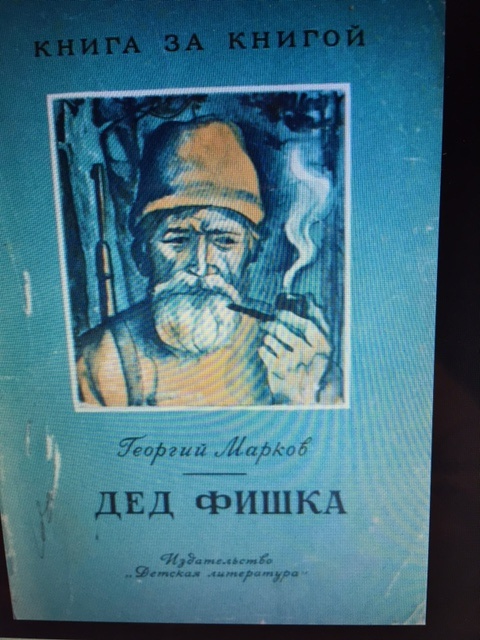 КНИГА ЗА КНИГОЙ
Георгий Марков
ДЕД ФИШКА
Издательство
„Детская литература“